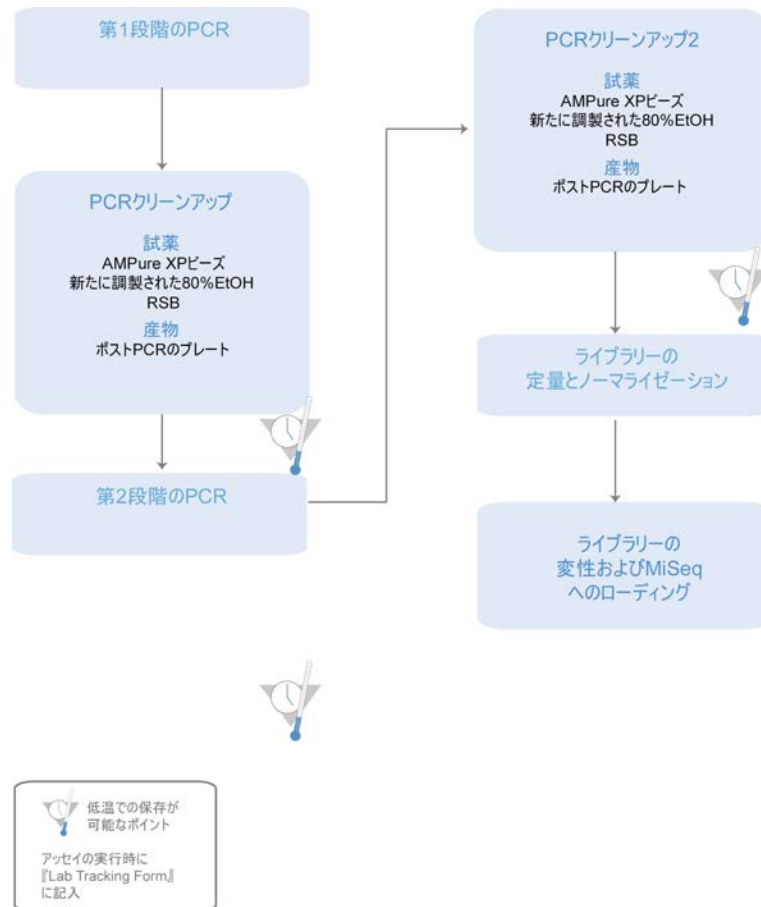 第1段階のPCR
PCRクリーンアップ
試薬
AMPure XPビーズ
新たに調製された80%EtOH
RSB
産物
ポストPCRのプレート
第2段階のPCR
PCRクリーンアップ2
試薬
AMPure XPビーズ
新たに調製された80%EtOH
RSB
産物
ポストPCRのプレート
ライブラリーの
定量とノーマライゼーション
ライブラリーの
変性およびMiSeq
へのローディング
低温での保存が
可能なポイント
アッセイの実行時に
『Lab Tracking Form』
に記入